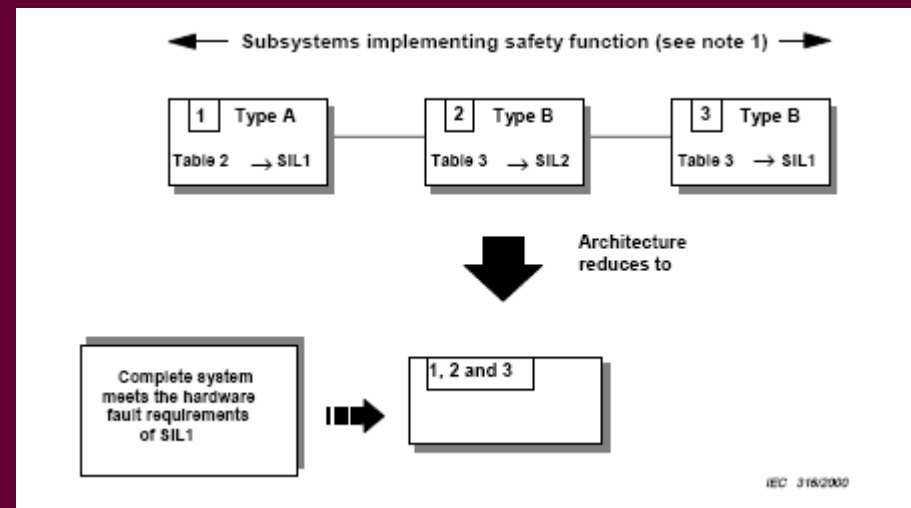 Subsystems implementing safety function (see note 1)
1 Type A
Table 2 → SIL1
2 Type B
Table 3 → SIL2
3 Type B
Table 3 → SIL1
Architecture
reduces to
Complete system
meets the hardware
fault requirements
of SIL1
1, 2 and 3
IEC 316/2000